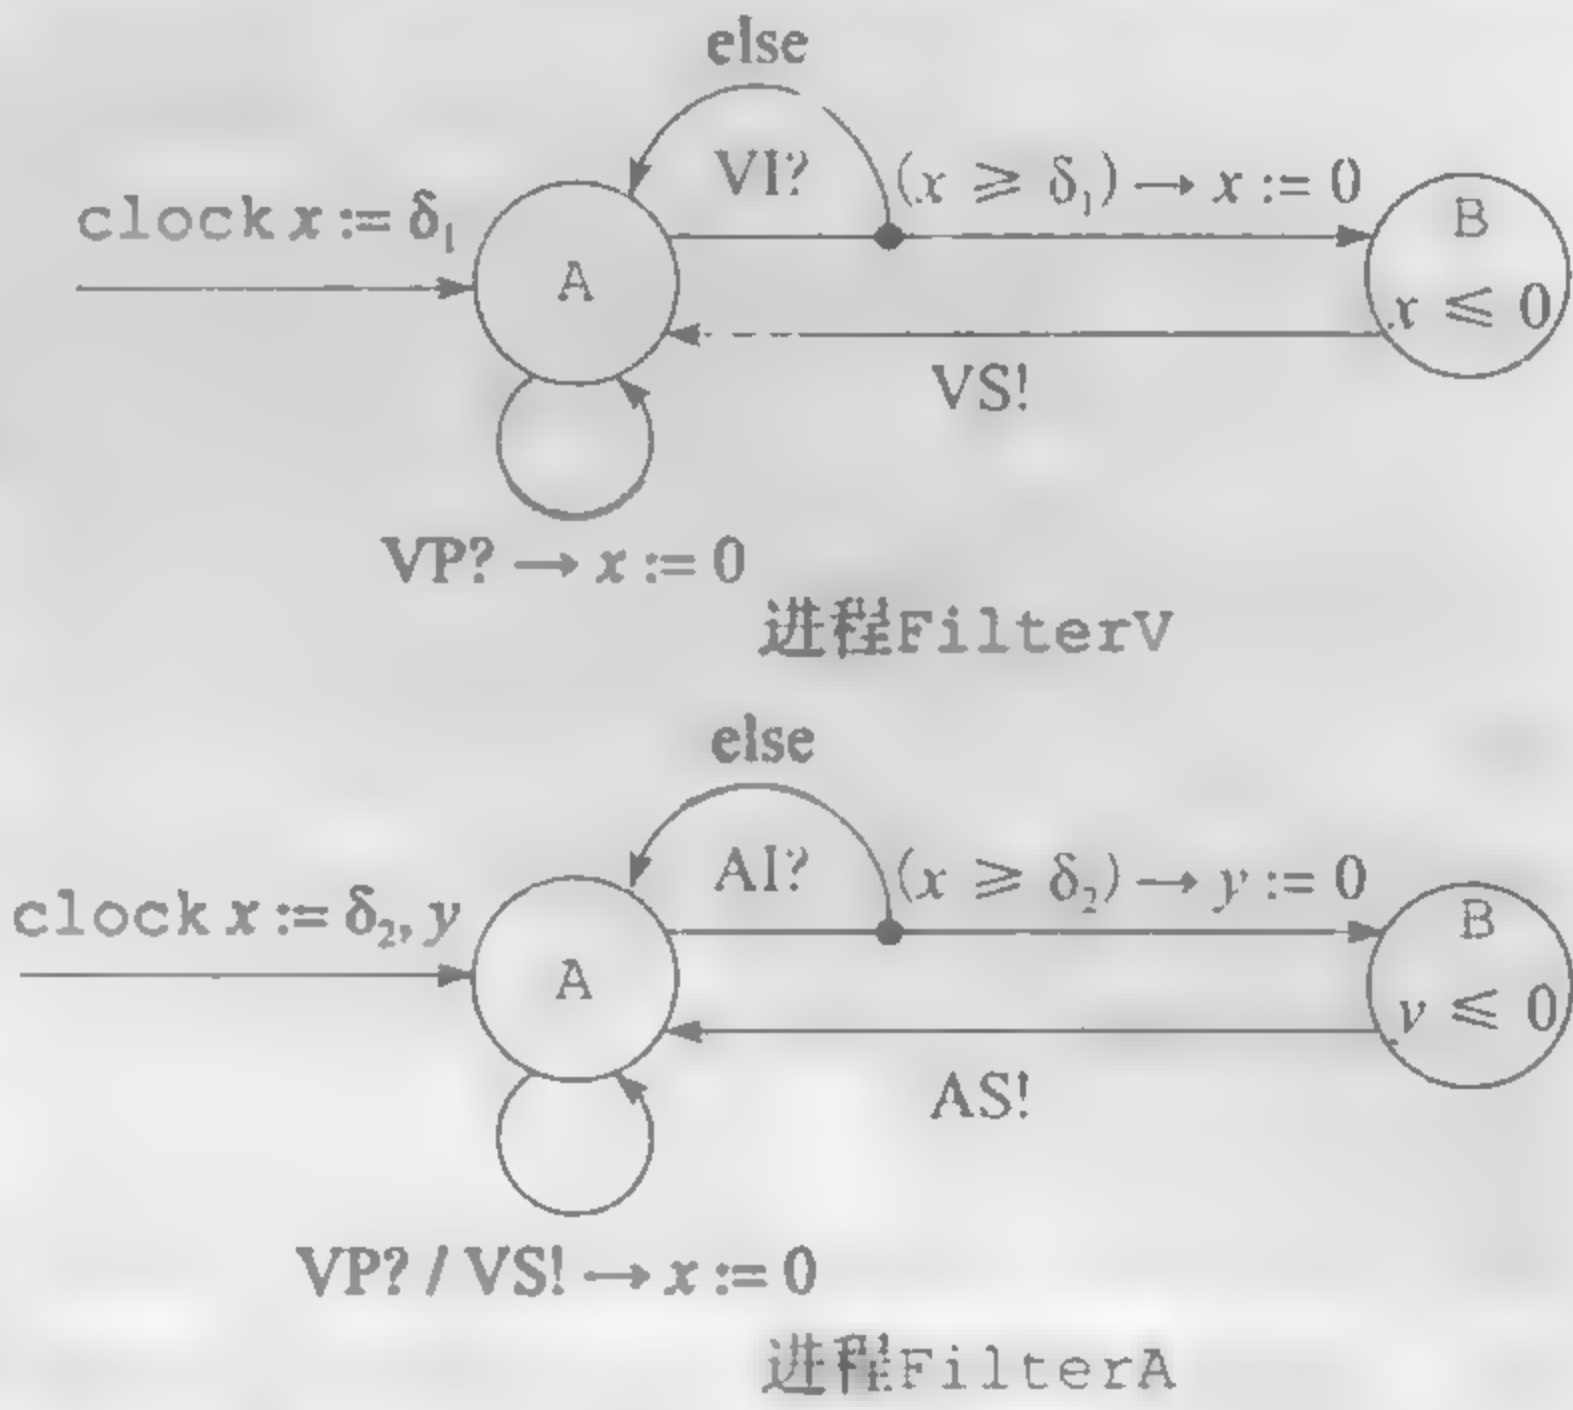 else
VI?
(x ⩾ δ₁) → x := 0
clock x := δ₁
A
B
x ⩽ 0
VS!
VP? → x := 0
进程FilterV
else
AI?
(x ⩾ δ₂) → y := 0
clock x := δ₂, y
A
B
y ⩽ 0
AS!
VP? / VS! → x := 0
进程FilterA